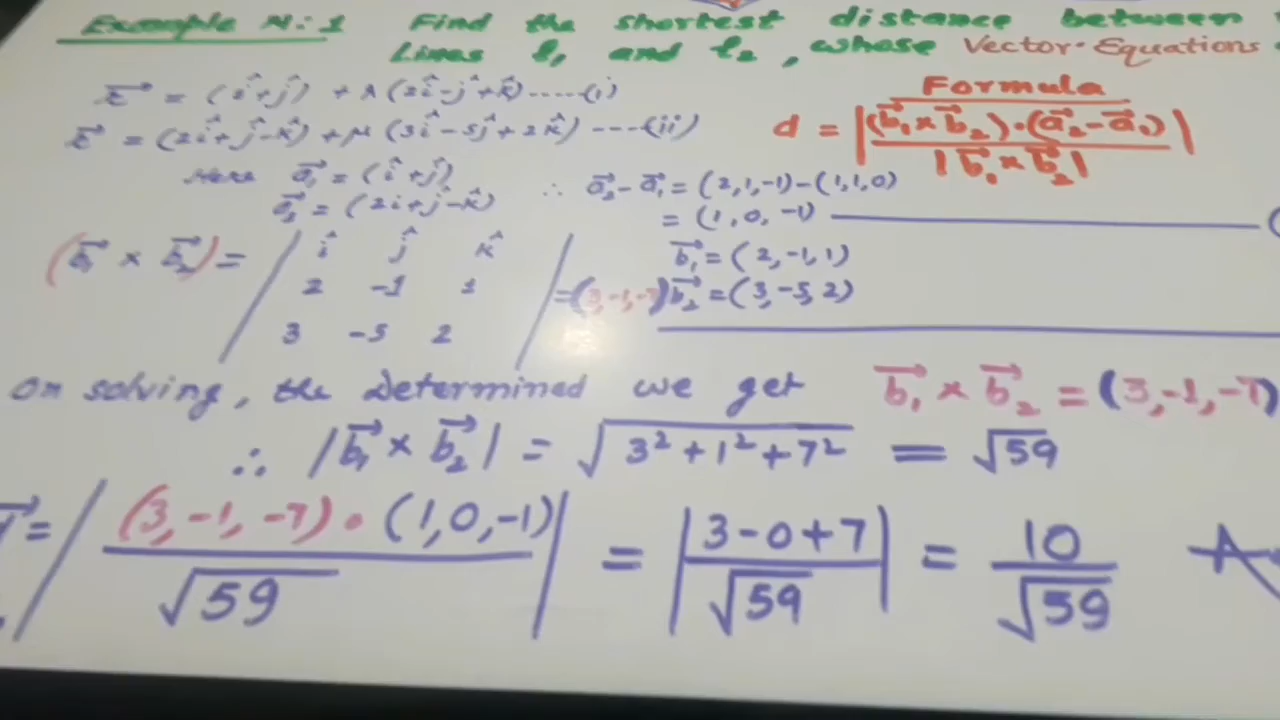 Example N:1 Find the shortest distance between
Lines l₁ and l₂, whose Vector-Equations
r⃗ = (î+ĵ) + λ(2î-ĵ+k̂).....(i)
r⃗ = (2î+ĵ-k̂)+μ(3î-5ĵ+2k̂) ---(ii)
Formula
d = |(b⃗₁×b⃗₂)·(a⃗₂-a⃗₁)/|b⃗₁×b⃗₂||
Here a⃗₁ = (î+ĵ)
a⃗₂ = (2i+ĵ-k̂)
∴ a⃗₂-a⃗₁ = (2,1,-1)-(1,1,0)
= (1,0,-1)
b⃗₁ = (2,-1,1)
b⃗₂ = (3,-5,2)
(b⃗₁ × b⃗₂) = | î ĵ k̂
2 -1 1
3 -5 2 | = (3,-1,-7)
On solving, the Determined we get b⃗₁×b⃗₂ = (3,-1,-7)
∴ |b⃗₁×b⃗₂| = √3²+1²+7² = √59
= |(3,-1,-7)·(1,0,-1)/√59| = |3-0+7/√59| = 10/√59